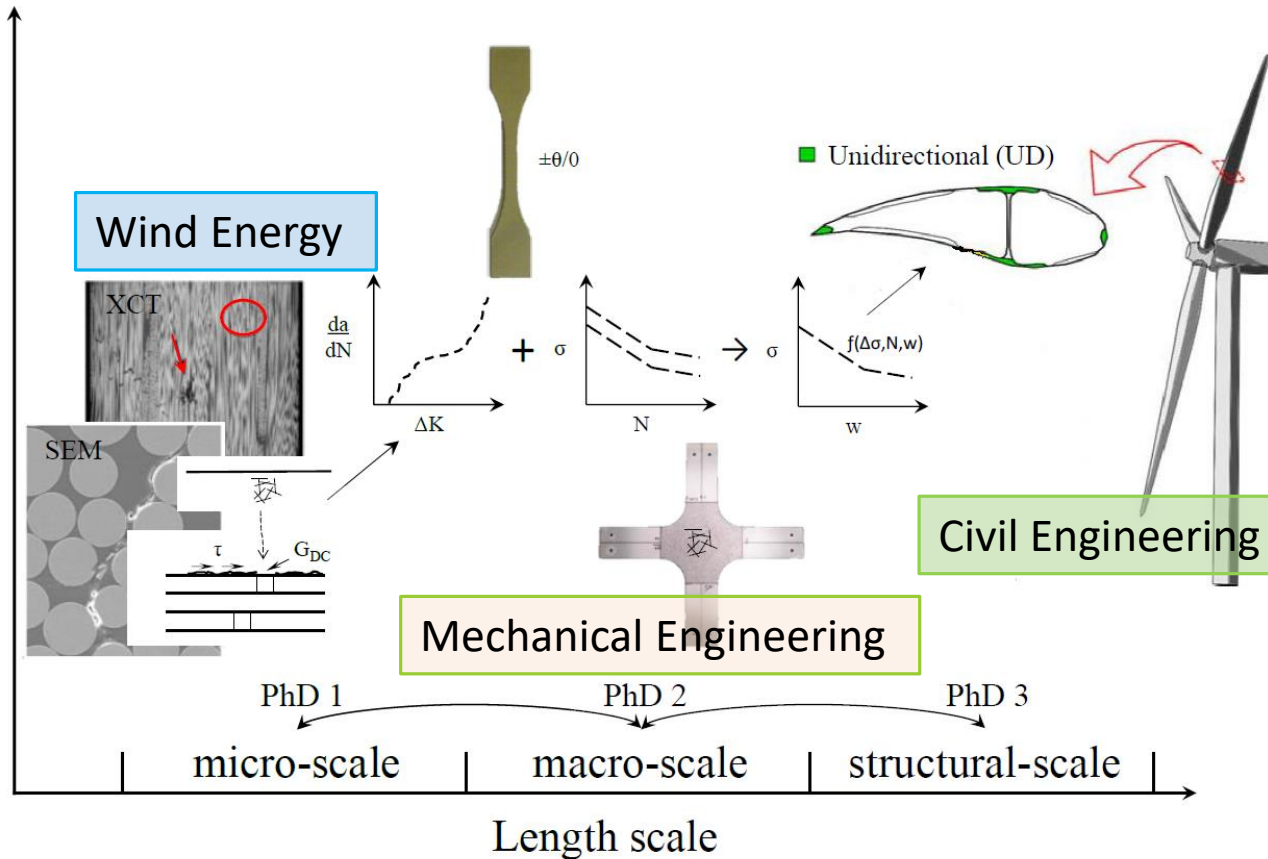 ±θ/0
Unidirectional (UD)
Wind Energy
XCT
da
dN
ΔK
+
σ
N
→
σ
f(Δσ,N,w)
w
SEM
τ
G_DC
Civil Engineering
Mechanical Engineering
PhD 1
PhD 2
PhD 3
micro-scale
macro-scale
structural-scale
Length scale